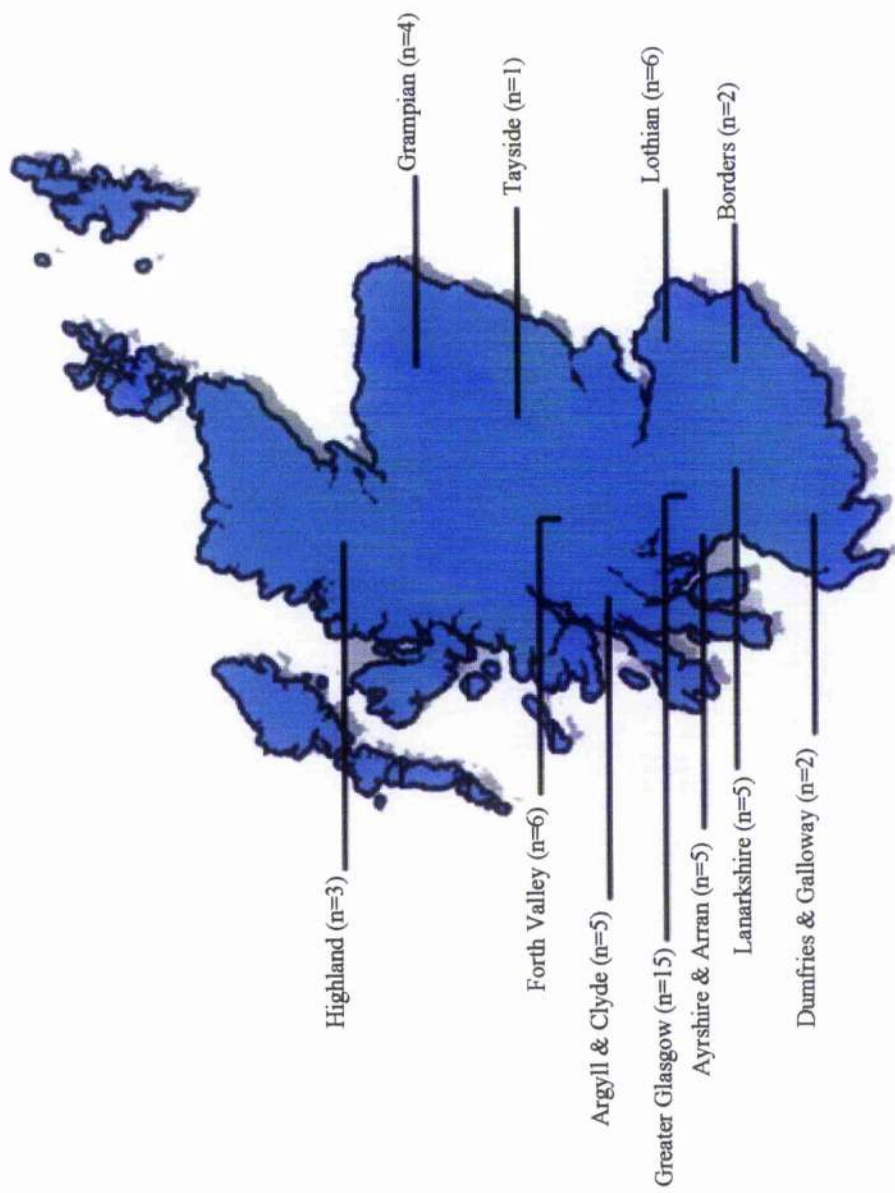 Highland (n=3)
Forth Valley (n=6)
Argyll & Clyde (n=5)
Greater Glasgow (n=15)
Ayrshire & Arran (n=5)
Lanarkshire (n=5)
Dumfries & Galloway (n=2)
Grampian (n=4)
Tayside (n=1)
Lothian (n=6)
Borders (n=2)